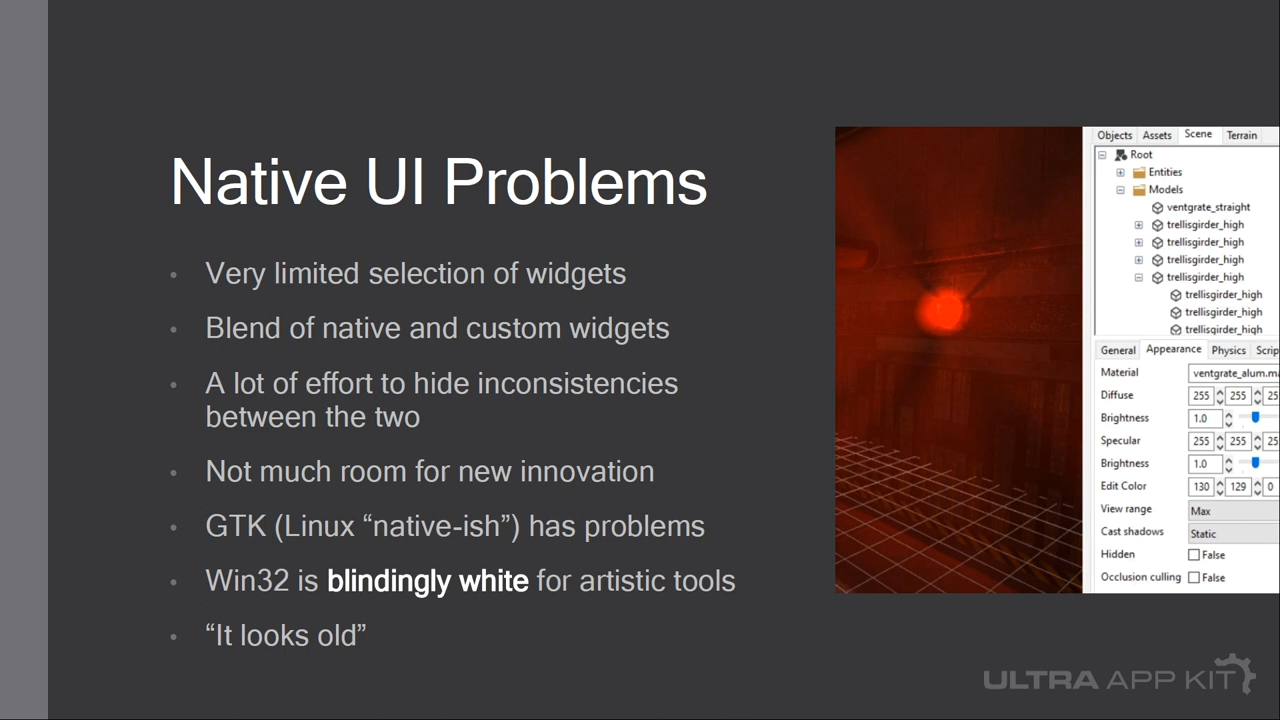 Native UI Problems
• Very limited selection of widgets
• Blend of native and custom widgets
• A lot of effort to hide inconsistencies
between the two
• Not much room for new innovation
• GTK (Linux “native-ish”) has problems
• Win32 is blindingly white for artistic tools
• “It looks old”
Objects Assets Scene Terrain
Root
Entities
Models
ventgrate_straight
trellisgirder_high
trellisgirder_high
trellisgirder_high
trellisgirder_high
trellisgirder_high
trellisgirder_high
trellisgirder_high
General Appearance Physics Scrip
Material ventgrate_alum.ma
Diffuse 255 255 25
Brightness 1.0
Specular 255 255 25
Brightness 1.0
Edit Color 130 129 0
View range Max
Cast shadows Static
Hidden False
Occlusion culling False
ULTRA APP KIT